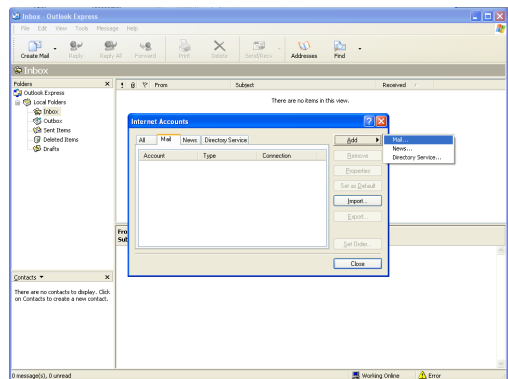 Inbox - Outlook Express
File Edit View Tools Message Help
Create Mail Reply Reply All Forward Print Delete Send/Recv Addresses Find
Inbox
Folders
Outlook Express
Local Folders
Inbox
Outbox
Sent Items
Deleted Items
Drafts
! From Subject Received
There are no items in this view.
Internet Accounts
All Mail News Directory Service
Account Type Connection
Add
Remove
Properties
Set as Default
Import...
Export...
Set Order...
Close
Mail...
News...
Directory Service...
Fro
Sub
Contacts
There are no contacts to display. Click
on Contacts to create a new contact.
0 message(s), 0 unread Working Online Error